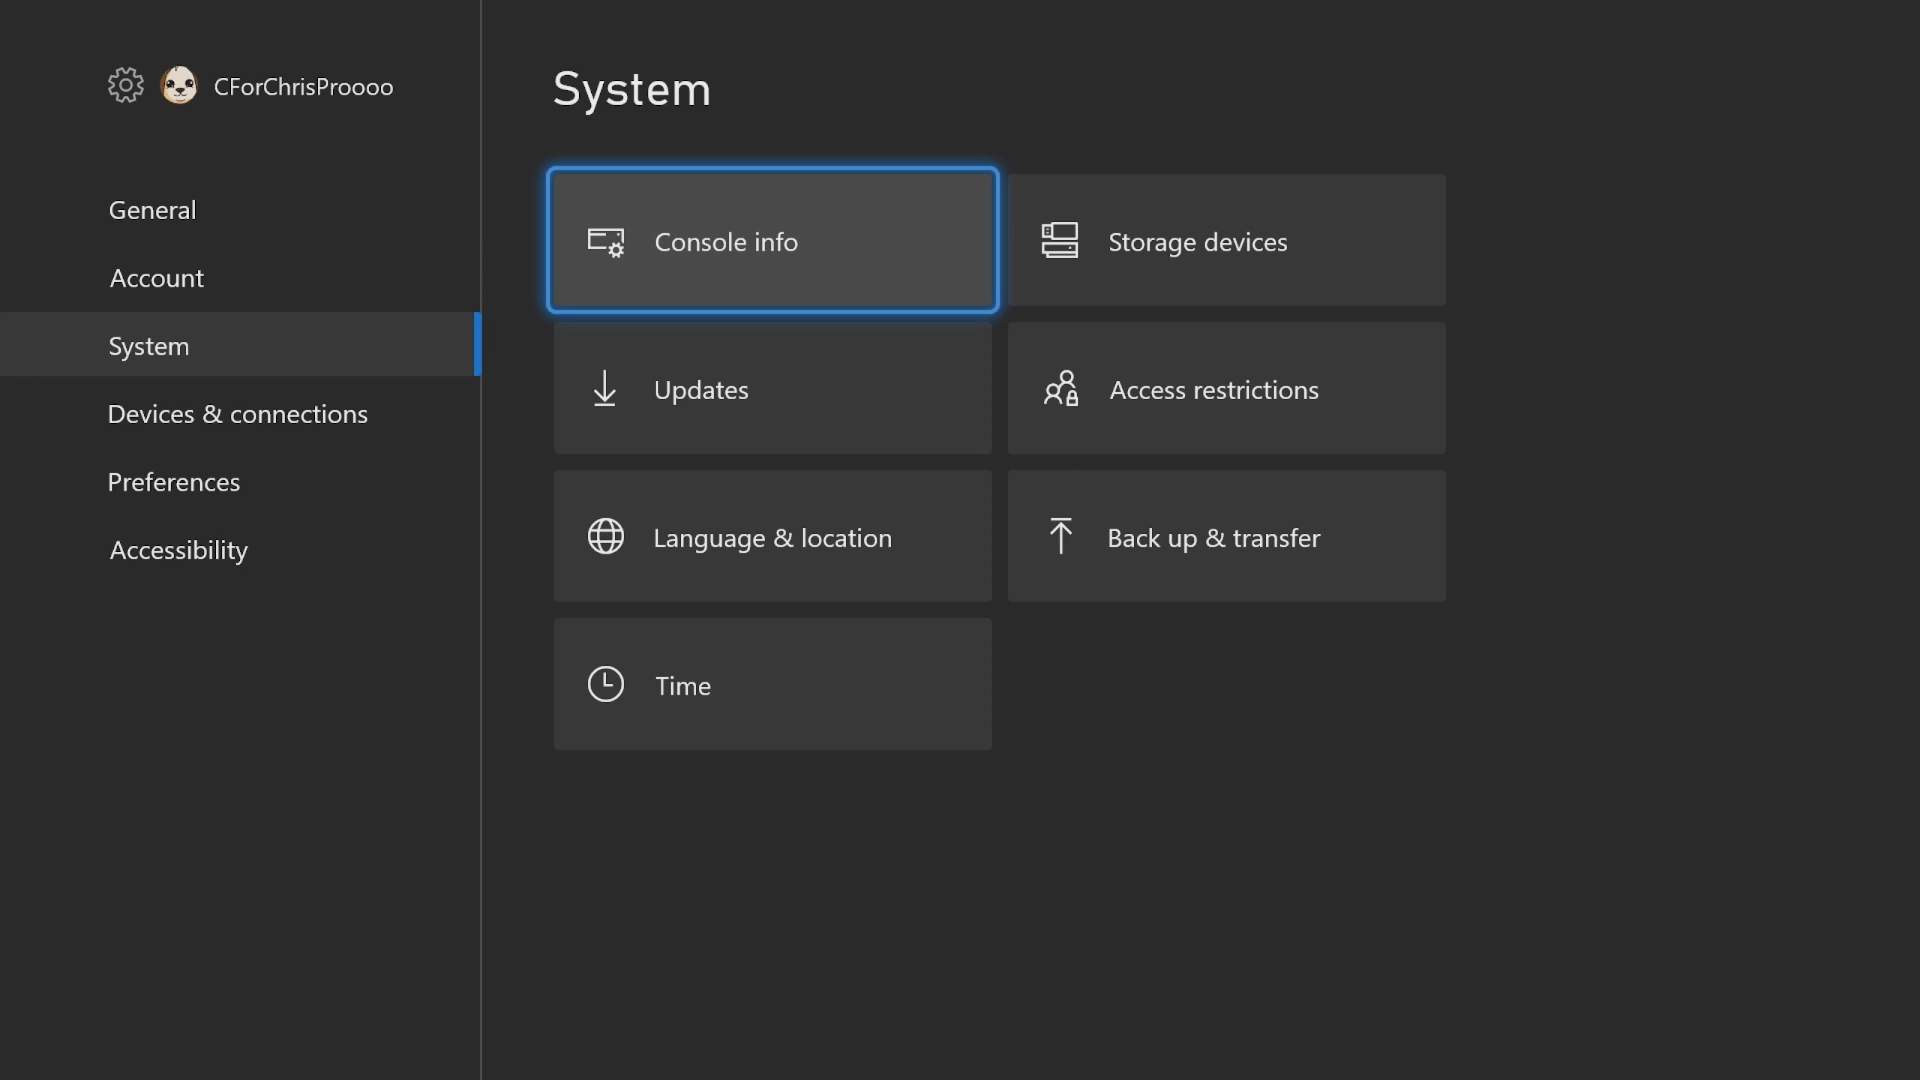 CForChrisProooo
General
Account
System
Devices & connections
Preferences
Accessibility
System
Console info
Storage devices
Updates
Access restrictions
Language & location
Back up & transfer
Time